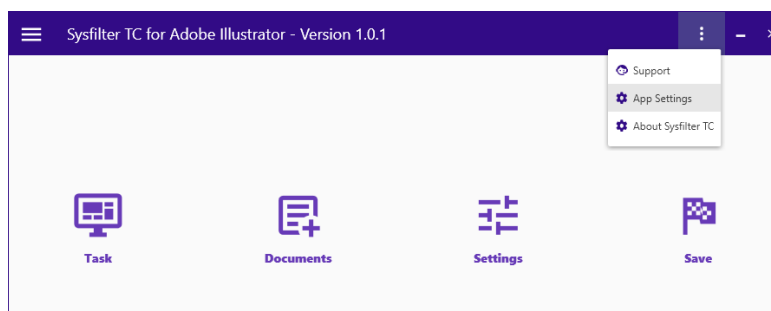 Sysfilter TC for Adobe Illustrator - Version 1.0.1
Support
App Settings
About Sysfilter TC
Task Documents Settings Save